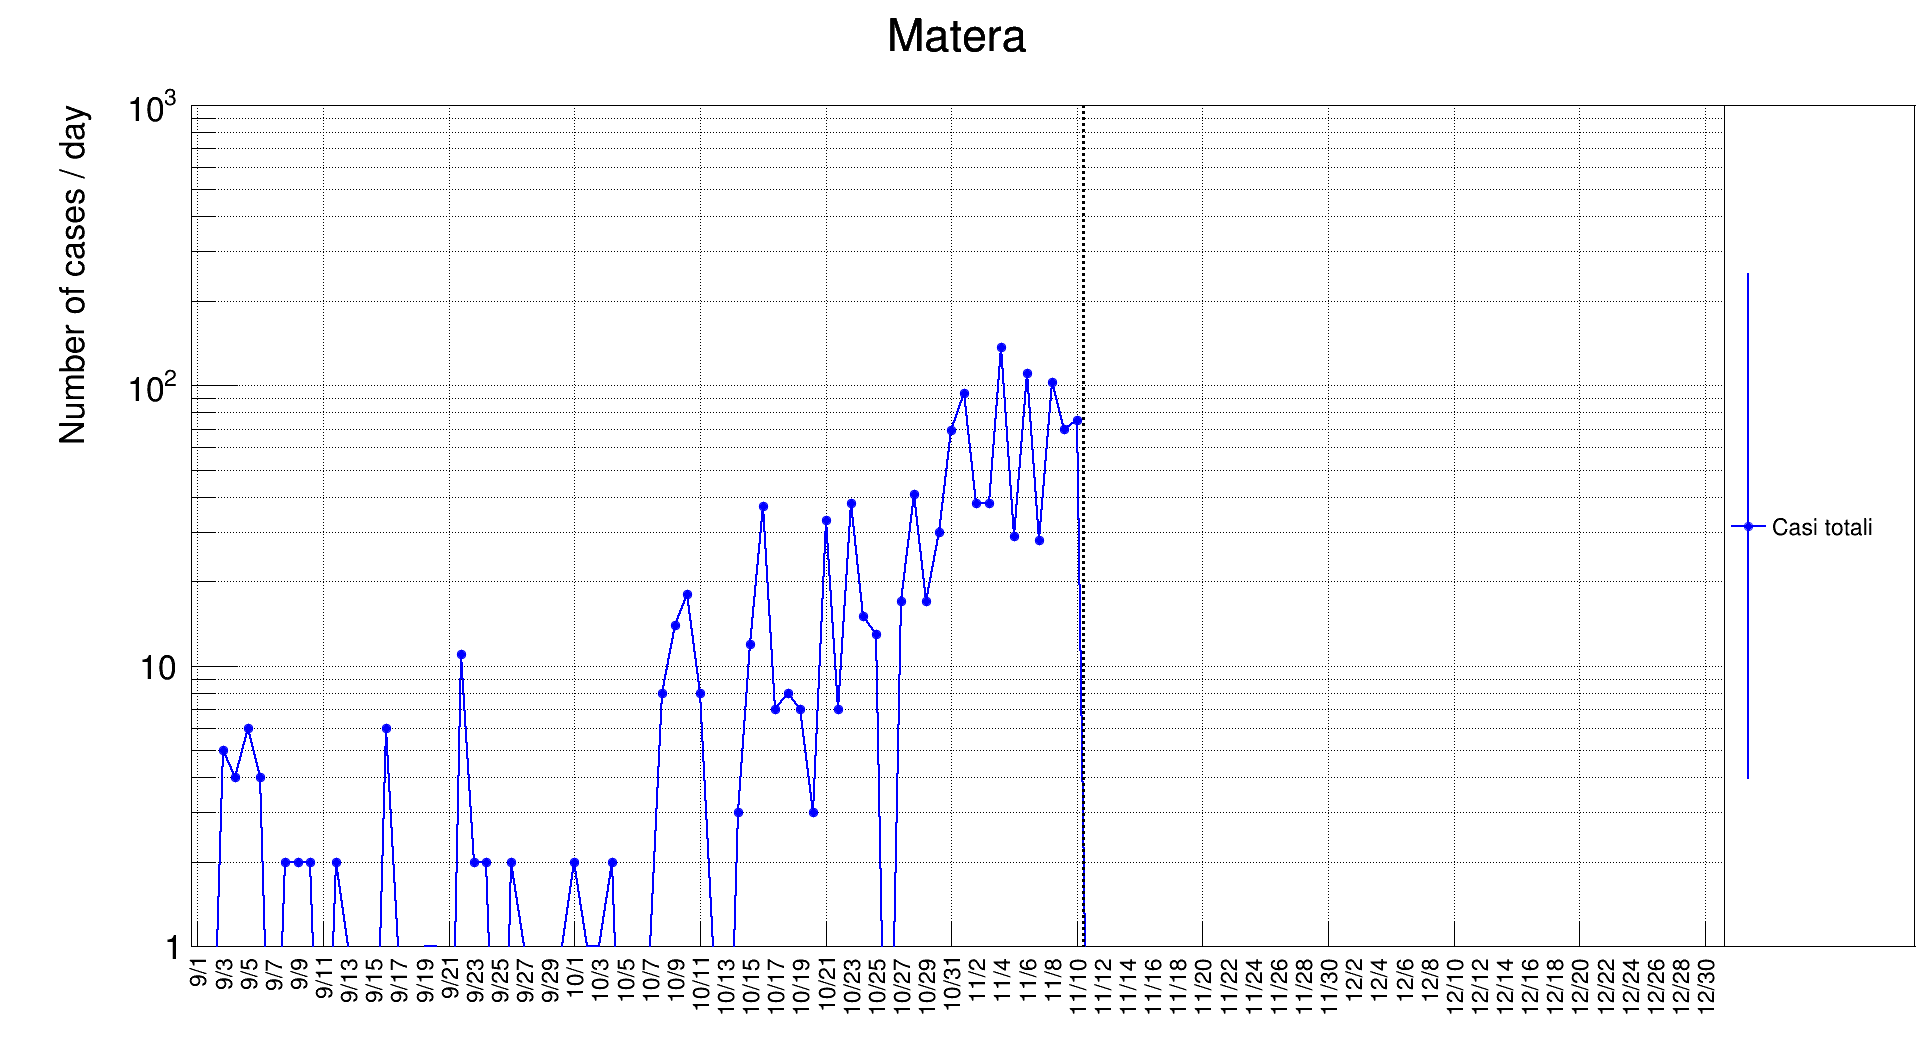 Matera
Number of cases / day
10³
10²
10
1
9/1 9/3 9/5 9/7 9/9 9/11 9/13 9/15 9/17 9/19 9/21 9/23 9/25 9/27 9/29 10/1 10/3 10/5 10/7 10/9 10/11 10/13 10/15 10/17 10/19 10/21 10/23 10/25 10/27 10/29 10/31 11/2 11/4 11/6 11/8 11/10 11/12 11/14 11/16 11/18 11/20 11/22 11/24 11/26 11/28 11/30 12/2 12/4 12/6 12/8 12/10 12/12 12/14 12/16 12/18 12/20 12/22 12/24 12/26 12/28 12/30
Casi totali